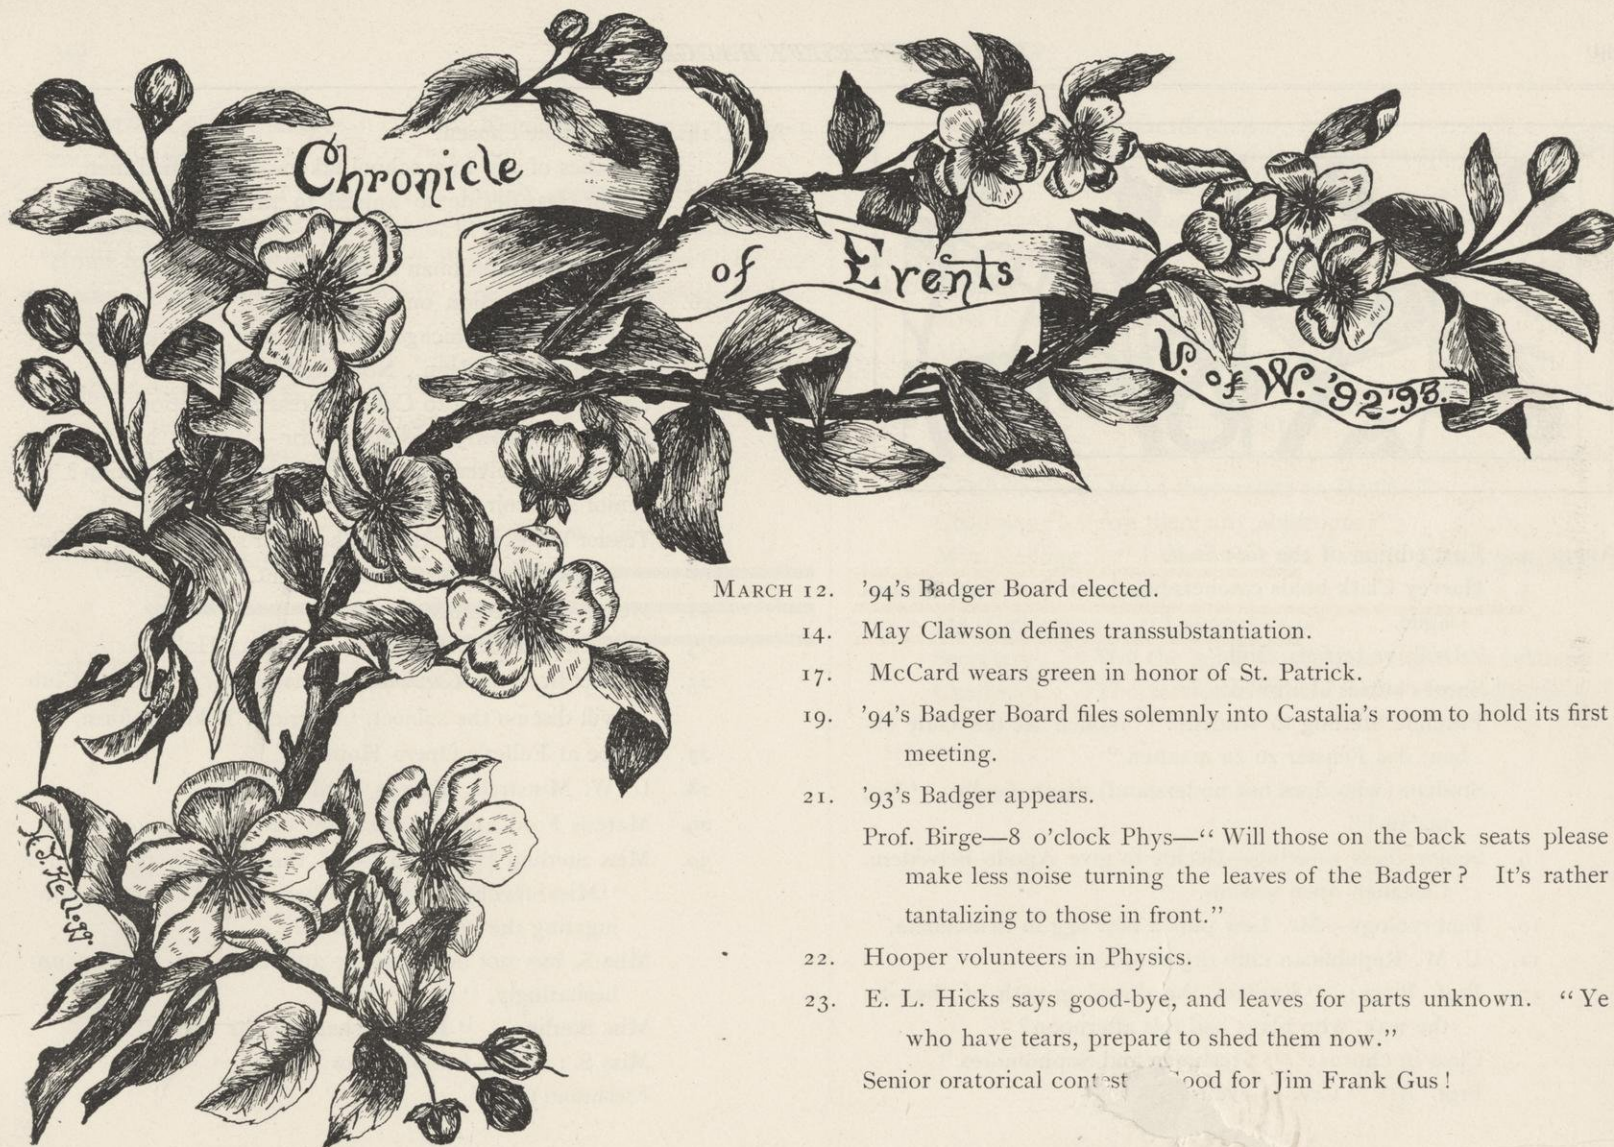 Chronicle
of Events
U. of W.-'92-'93.
MARCH 12. '94's Badger Board elected.
14. May Clawson defines transsubstantiation.
17. McCard wears green in honor of St. Patrick.
19. '94's Badger Board files solemnly into Castalia's room to hold its first
meeting.
21. '93's Badger appears.
Prof. Birge—8 o'clock Phys—“ Will those on the back seats please
make less noise turning the leaves of the Badger ? It's rather
tantalizing to those in front.”
22. Hooper volunteers in Physics.
23. E. L. Hicks says good-bye, and leaves for parts unknown. “ Ye
who have tears, prepare to shed them now.”
Senior oratorical contest for Jim Frank Gus !
Kellogg